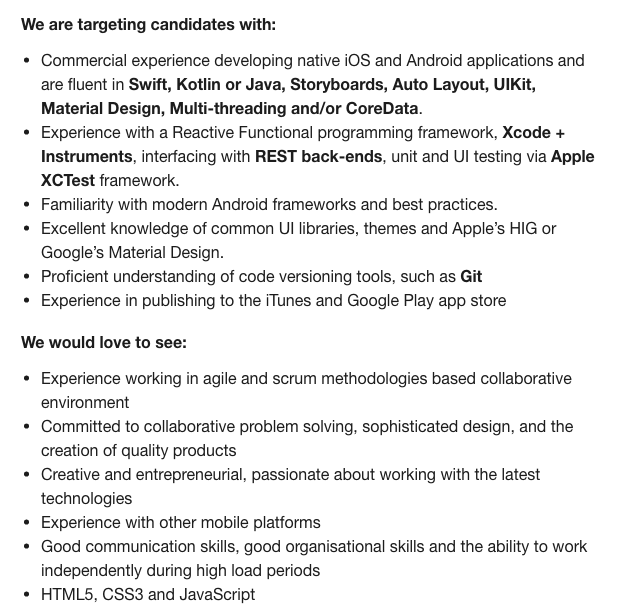 We are targeting candidates with:
• Commercial experience developing native iOS and Android applications and
are fluent in Swift, Kotlin or Java, Storyboards, Auto Layout, UIKit,
Material Design, Multi-threading and/or CoreData.
• Experience with a Reactive Functional programming framework, Xcode +
Instruments, interfacing with REST back-ends, unit and UI testing via Apple
XCTest framework.
• Familiarity with modern Android frameworks and best practices.
• Excellent knowledge of common UI libraries, themes and Apple's HIG or
Google's Material Design.
• Proficient understanding of code versioning tools, such as Git
• Experience in publishing to the iTunes and Google Play app store
We would love to see:
• Experience working in agile and scrum methodologies based collaborative
environment
• Committed to collaborative problem solving, sophisticated design, and the
creation of quality products
• Creative and entrepreneurial, passionate about working with the latest
technologies
• Experience with other mobile platforms
• Good communication skills, good organisational skills and the ability to work
independently during high load periods
• HTML5, CSS3 and JavaScript